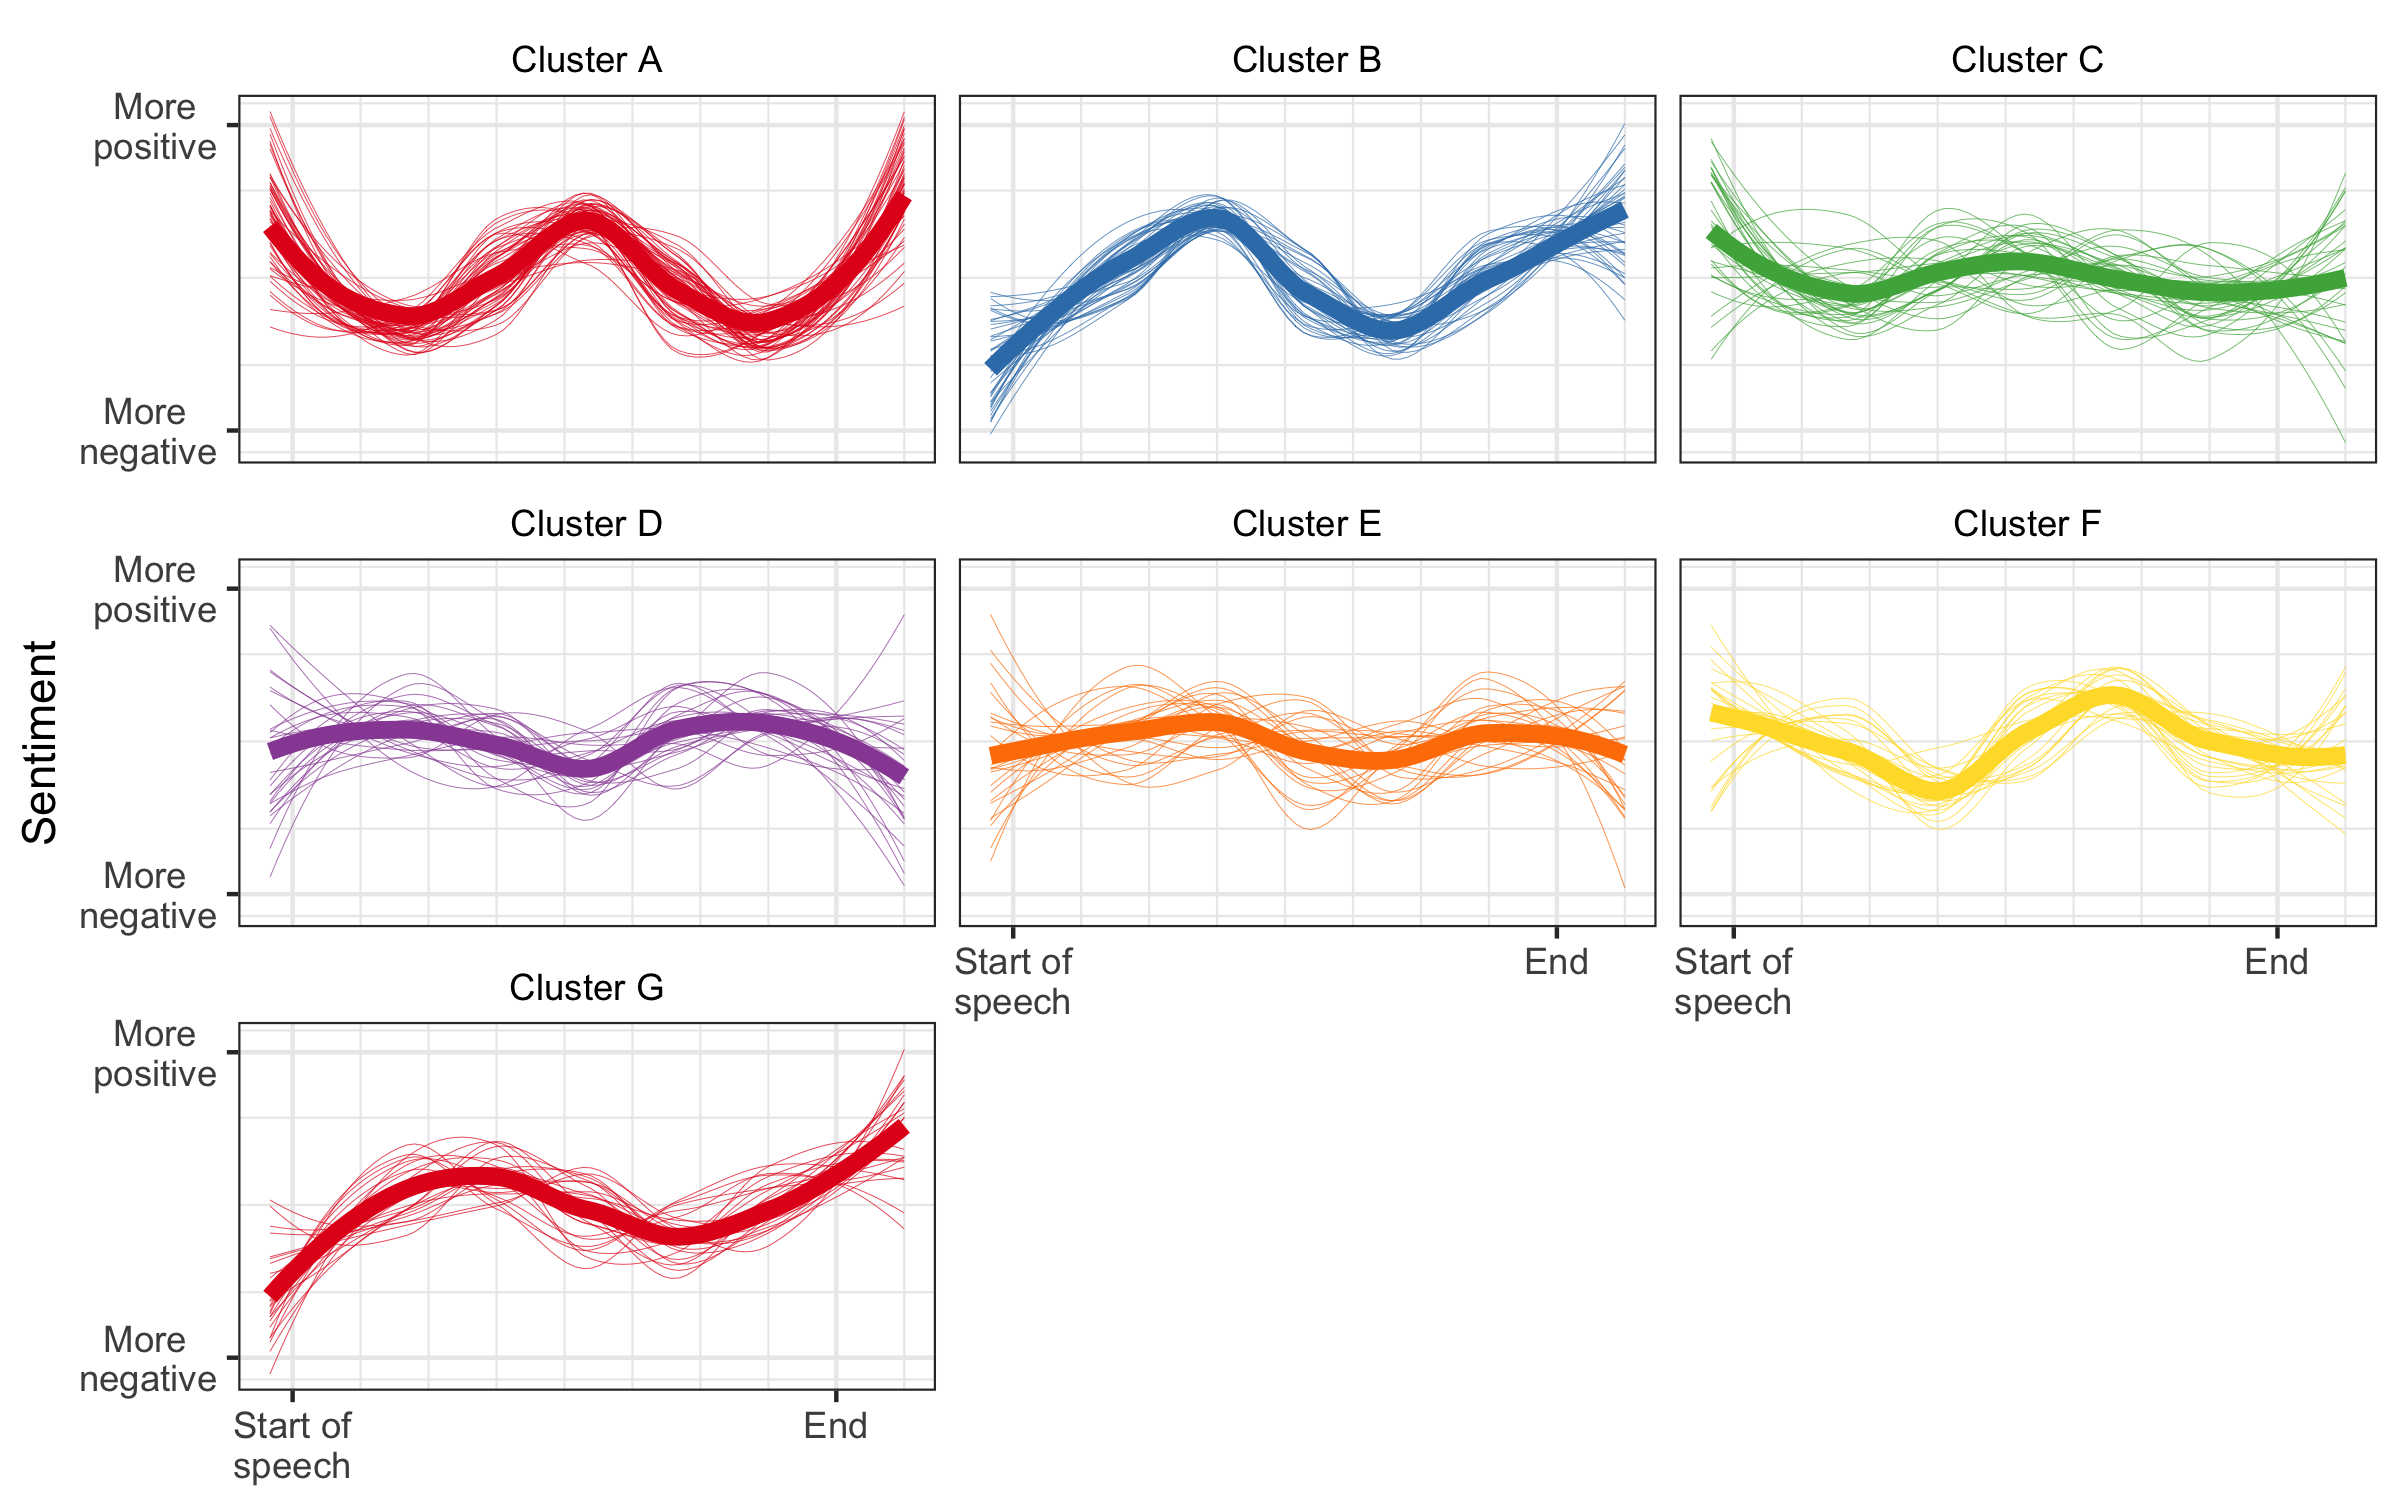 Cluster A
Cluster B
Cluster C
More
positive
More
negative
Cluster D
Cluster E
Cluster F
More
positive
More
negative
Sentiment
Start of
speech
End
Start of
speech
End
Cluster G
More
positive
More
negative
Start of
speech
End